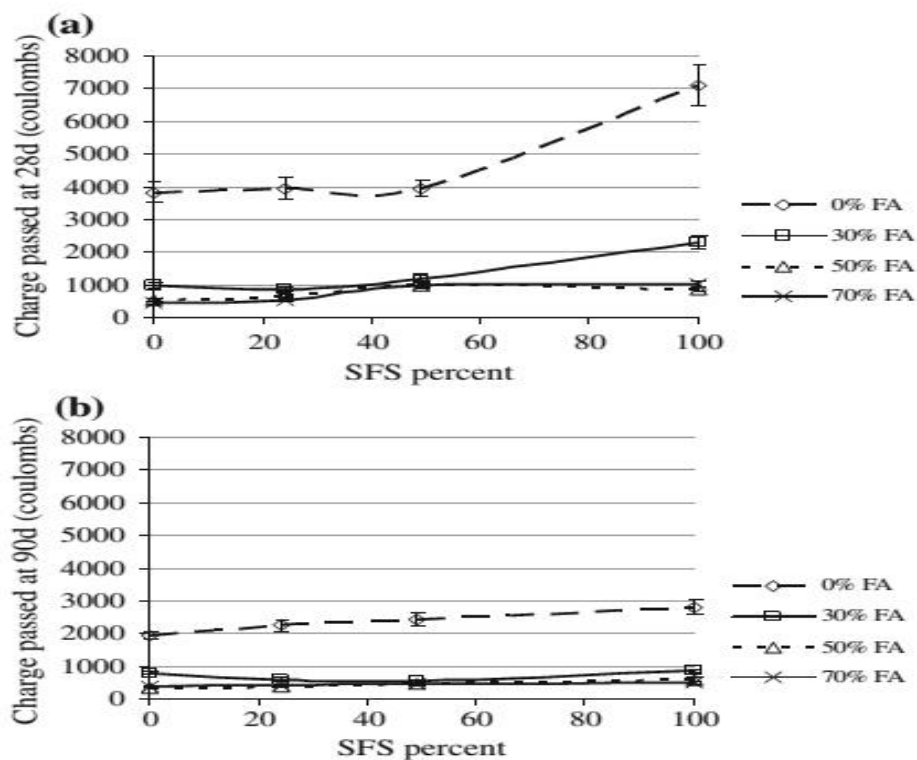 (a)
Charge passed at 28d (coulombs)
8000
7000
6000
5000
4000
3000
2000
1000
0
0 20 40 60 80 100
SFS percent
0% FA
30% FA
50% FA
70% FA
(b)
Charge passed at 90d (coulombs)
8000
7000
6000
5000
4000
3000
2000
1000
0
0 20 40 60 80 100
SFS percent
0% FA
30% FA
50% FA
70% FA